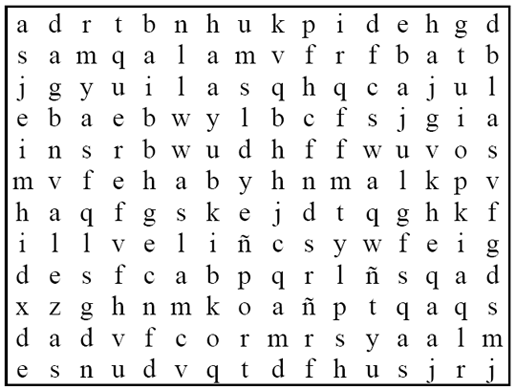 a d r t b n h u k p i d e h g d
s a m q a l a m v f r f b a t b
j g y u i l a s q h q c a j u l
e b a e b w y l b c f s j g i a
i n s r b w u d h f f w u v o s
m v f e h a b y h n m a l k p v
h a q f g s k e j d t q g h k f
i l l v e l i ñ c s y w f e i g
d e s f c a b p q r l ñ s q a d
x z g h n m k o a ñ p t q a q s
d a d v f c o r m r s y a a l m
e s n u d v q t d f h u s j r j